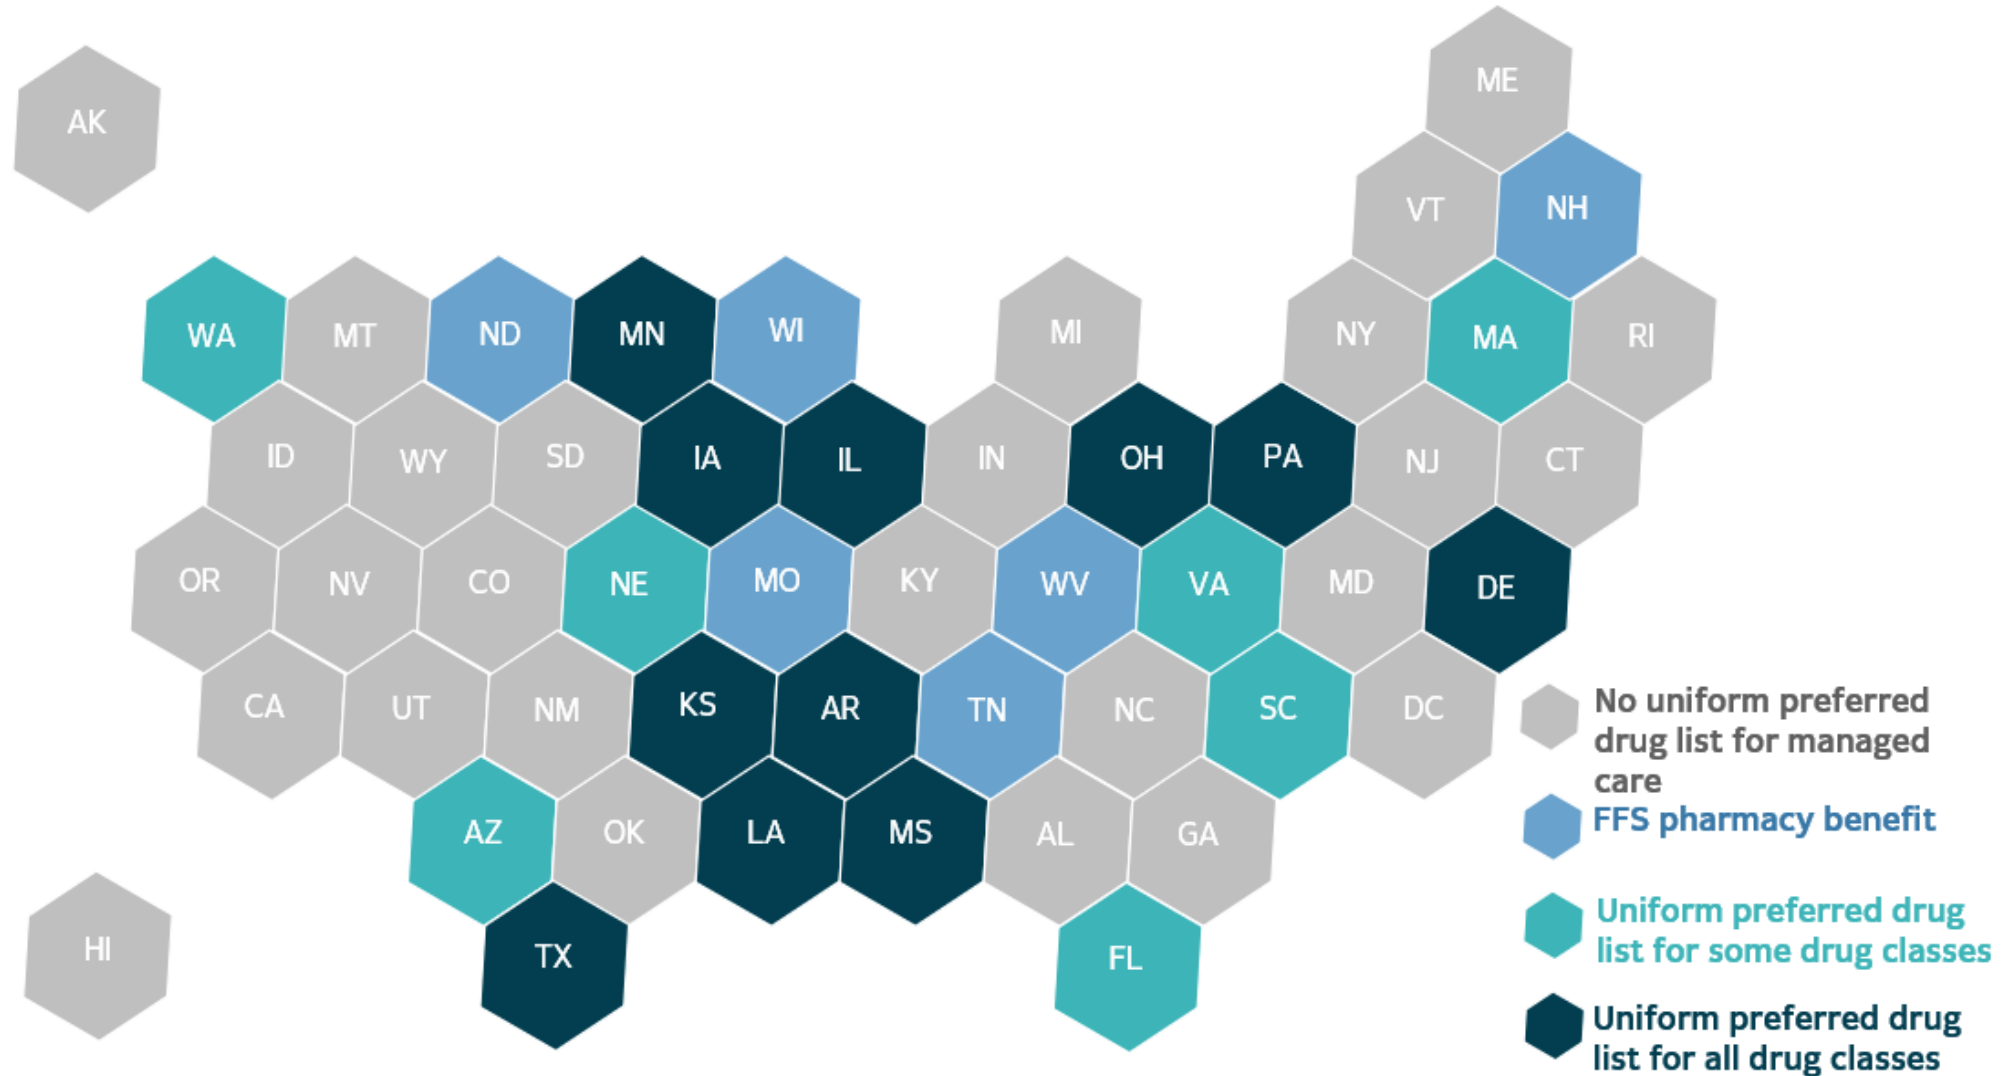 ME
AK
VT
NH
WA
MT
ND
MN
WI
MI
NY
MA
RI
ID
WY
SD
IA
IL
IN
OH
PA
NJ
CT
OR
NV
CO
NE
MO
KY
WV
VA
MD
DE
CA
UT
NM
KS
AR
TN
NC
SC
DC
AZ
OK
LA
MS
AL
GA
HI
TX
FL
No uniform preferred
drug list for managed
care
FFS pharmacy benefit
Uniform preferred drug
list for some drug classes
Uniform preferred drug
list for all drug classes